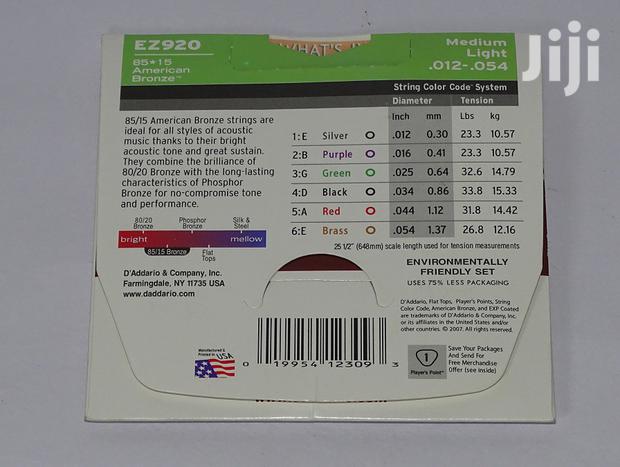 EZ920
85★15
American
Bronze™
WHAT'S I
Medium
Light
.012-.054
Jiji
String Color Code™ System
Diameter Tension
Inch mm Lbs kg
1:E Silver .012 0.30 23.3 10.57
2:B Purple .016 0.41 23.3 10.57
3:G Green .025 0.64 32.6 14.79
4:D Black .034 0.86 33.8 15.33
5:A Red .044 1.12 31.8 14.42
6:E Brass .054 1.37 26.8 12.16
25 1/2" (648mm) scale length used for tension measurements
85/15 American Bronze strings are
ideal for all styles of acoustic
music thanks to their bright
acoustic tone and great sustain.
They combine the brilliance of
80/20 Bronze with the long-lasting
characteristics of Phosphor
Bronze for no-compromise tone
and performance.
80/20 Bronze
Phosphor Bronze
Silk & Steel
bright mellow
85/15 Bronze
Flat Tops
D'Addario & Company, Inc.
Farmingdale, NY 11735 USA
www.daddario.com
ENVIRONMENTALLY
FRIENDLY SET
USES 75% LESS PACKAGING
D'Addario, Flat Tops, Player's Points, String
Color Code, American Bronze, and EXP Coated
are trademarks of D'Addario & Company, Inc.
or its affiliates in the United States and/or
other countries. © 2007. All rights reserved.
Manufactured &
Printed in USA
0 19954 12309 3
1
Player's Point
Save Your Packages
And Send For
Free Merchandise
Offer (see inside)